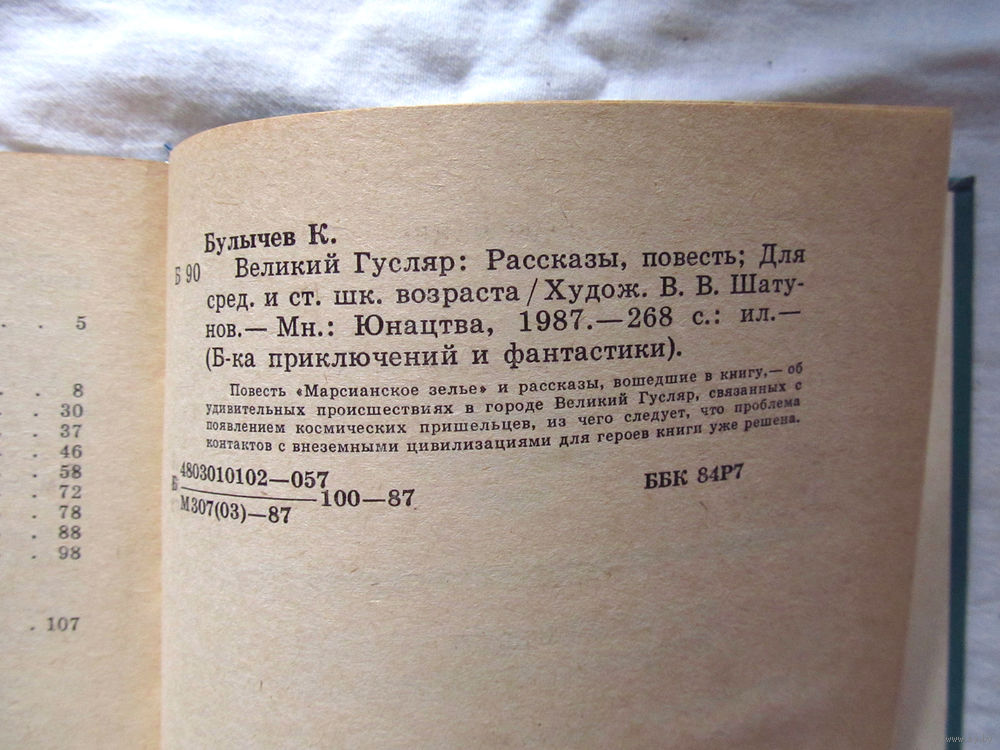 . . 5
. 8
. 30
. 37
. 46
. 58
. 72
. 78
. 88
. 98
. 107
Булычев К.
Б 90 Великий Гусляр: Рассказы, повесть; Для
сред. и ст. шк. возраста / Худож. В. В. Шату-
нов.— Мн.: Юнацтва, 1987.—268 с.: ил.—
(Б-ка приключений и фантастики).
Повесть «Марсианское зелье» и рассказы, вошедшие в книгу,— об
удивительных происшествиях в городе Великий Гусляр, связанных с
появлением космических пришельцев, из чего следует, что проблема
контактов с внеземными цивилизациями для героев книги уже решена.
Б 4803010102—057
М307(03)—87
100—87
ББК 84Р7